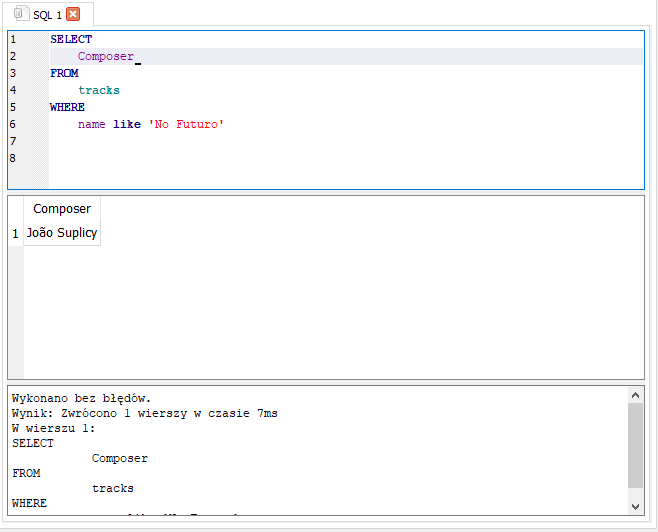 SQL 1
1 SELECT
2 Composer
3 FROM
4 tracks
5 WHERE
6 name like 'No Futuro'
7
8
Composer
1 João Suplicy
Wykonano bez błędów.
Wynik: Zwrócono 1 wierszy w czasie 7ms
W wierszu 1:
SELECT
Composer
FROM
tracks
WHERE